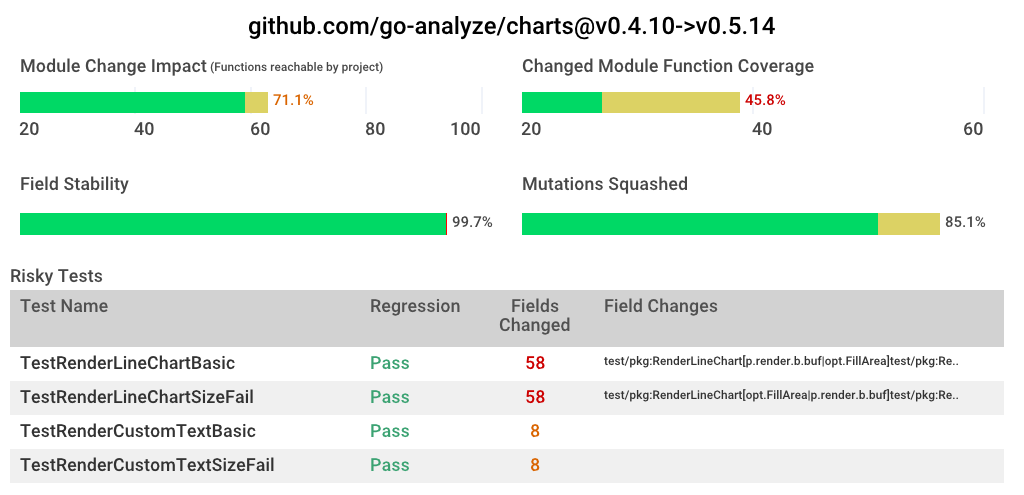 github.com/go-analyze/charts@v0.4.10->v0.5.14
Module Change Impact (Functions reachable by project)
71.1%
20 40 60 80 100
Changed Module Function Coverage
45.8%
20 40 60
Field Stability
99.7%
Mutations Squashed
85.1%
Risky Tests
Test Name Regression Fields Changed Field Changes
TestRenderLineChartBasic Pass 58 test/pkg:RenderLineChart[p.render.b.buf|opt.FillArea]test/pkg:Re..
TestRenderLineChartSizeFail Pass 58 test/pkg:RenderLineChart[opt.FillArea|p.render.b.buf]test/pkg:Re..
TestRenderCustomTextBasic Pass 8
TestRenderCustomTextSizeFail Pass 8